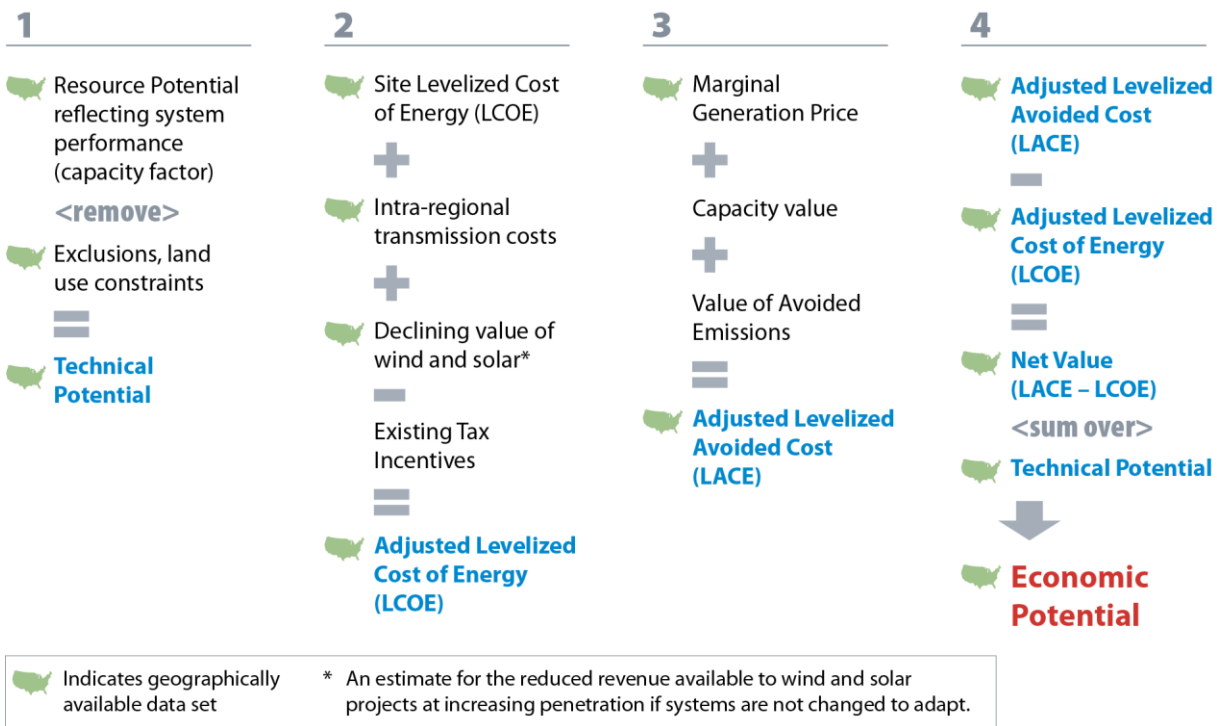 1
Resource Potential
reflecting system
performance
(capacity factor)
<remove>
Exclusions, land
use constraints
=
Technical
Potential
2
Site Levelized Cost
of Energy (LCOE)
+
Intra-regional
transmission costs
+
Declining value of
wind and solar*
−
Existing Tax
Incentives
=
Adjusted Levelized
Cost of Energy
(LCOE)
3
Marginal
Generation Price
+
Capacity value
+
Value of Avoided
Emissions
=
Adjusted Levelized
Avoided Cost
(LACE)
4
Adjusted Levelized
Avoided Cost
(LACE)
−
Adjusted Levelized
Cost of Energy
(LCOE)
=
Net Value
(LACE – LCOE)
<sum over>
Technical Potential
Economic
Potential
Indicates geographically
available data set
* An estimate for the reduced revenue available to wind and solar
projects at increasing penetration if systems are not changed to adapt.